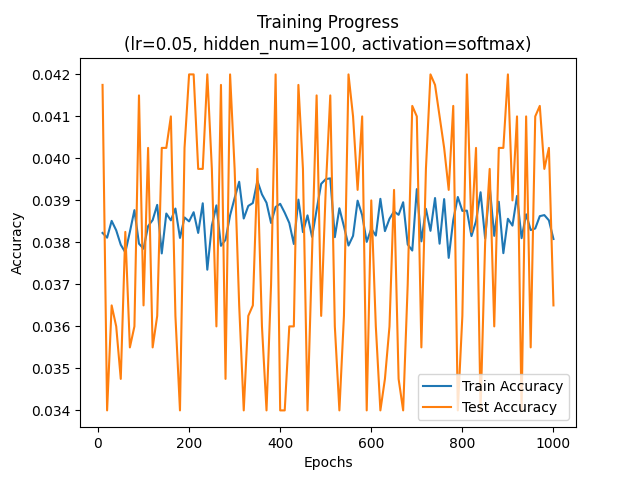 Training Progress
(lr=0.05, hidden_num=100, activation=softmax)
0.042
0.041
0.040
0.039
0.038
0.037
0.036
0.035
0.034
Accuracy
Train Accuracy
Test Accuracy
0 200 400 600 800 1000
Epochs